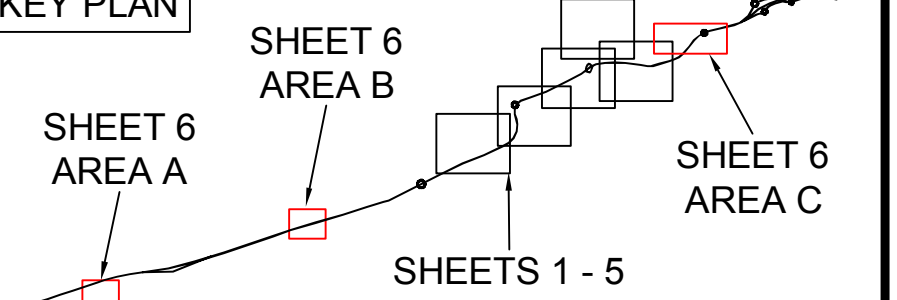 KEY PLAN
SHEET 6
AREA B
SHEET 6
AREA A
SHEET 6
AREA C
SHEETS 1 - 5